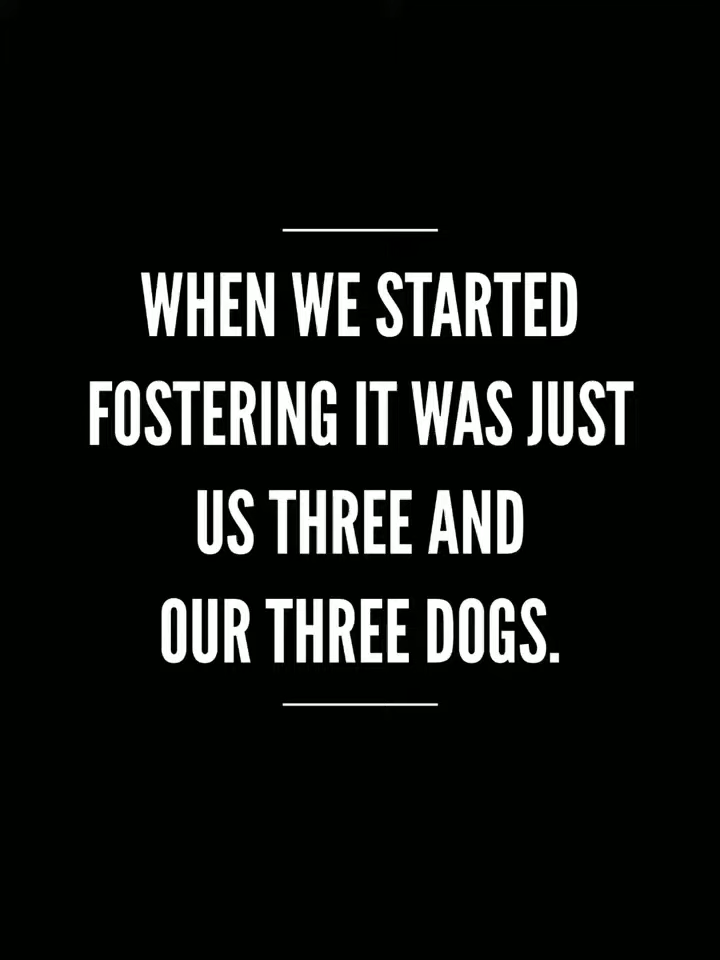 WHEN WE STARTED
FOSTERING IT WAS JUST
US THREE AND
OUR THREE DOGS.